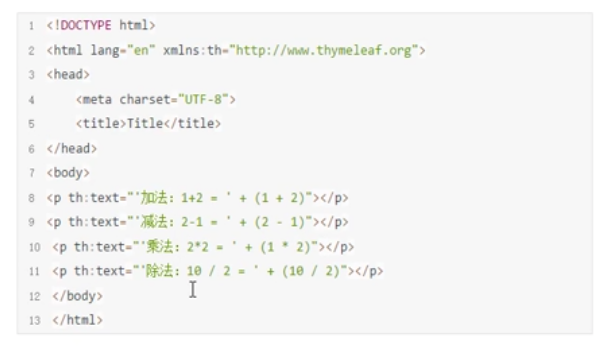 1 <!DOCTYPE html>
2 <html lang="en" xmlns:th="http://www.thymeleaf.org">
3 <head>
4     <meta charset="UTF-8">
5     <title>Title</title>
6 </head>
7 <body>
8 <p th:text="'加法: 1+2 = ' + (1 + 2)"></p>
9 <p th:text="'减法: 2-1 = ' + (2 - 1)"></p>
10 <p th:text="'乘法: 2*2 = ' + (1 * 2)"></p>
11 <p th:text="'除法: 10 / 2 = ' + (10 / 2)"></p>
12 </body>
13 </html>